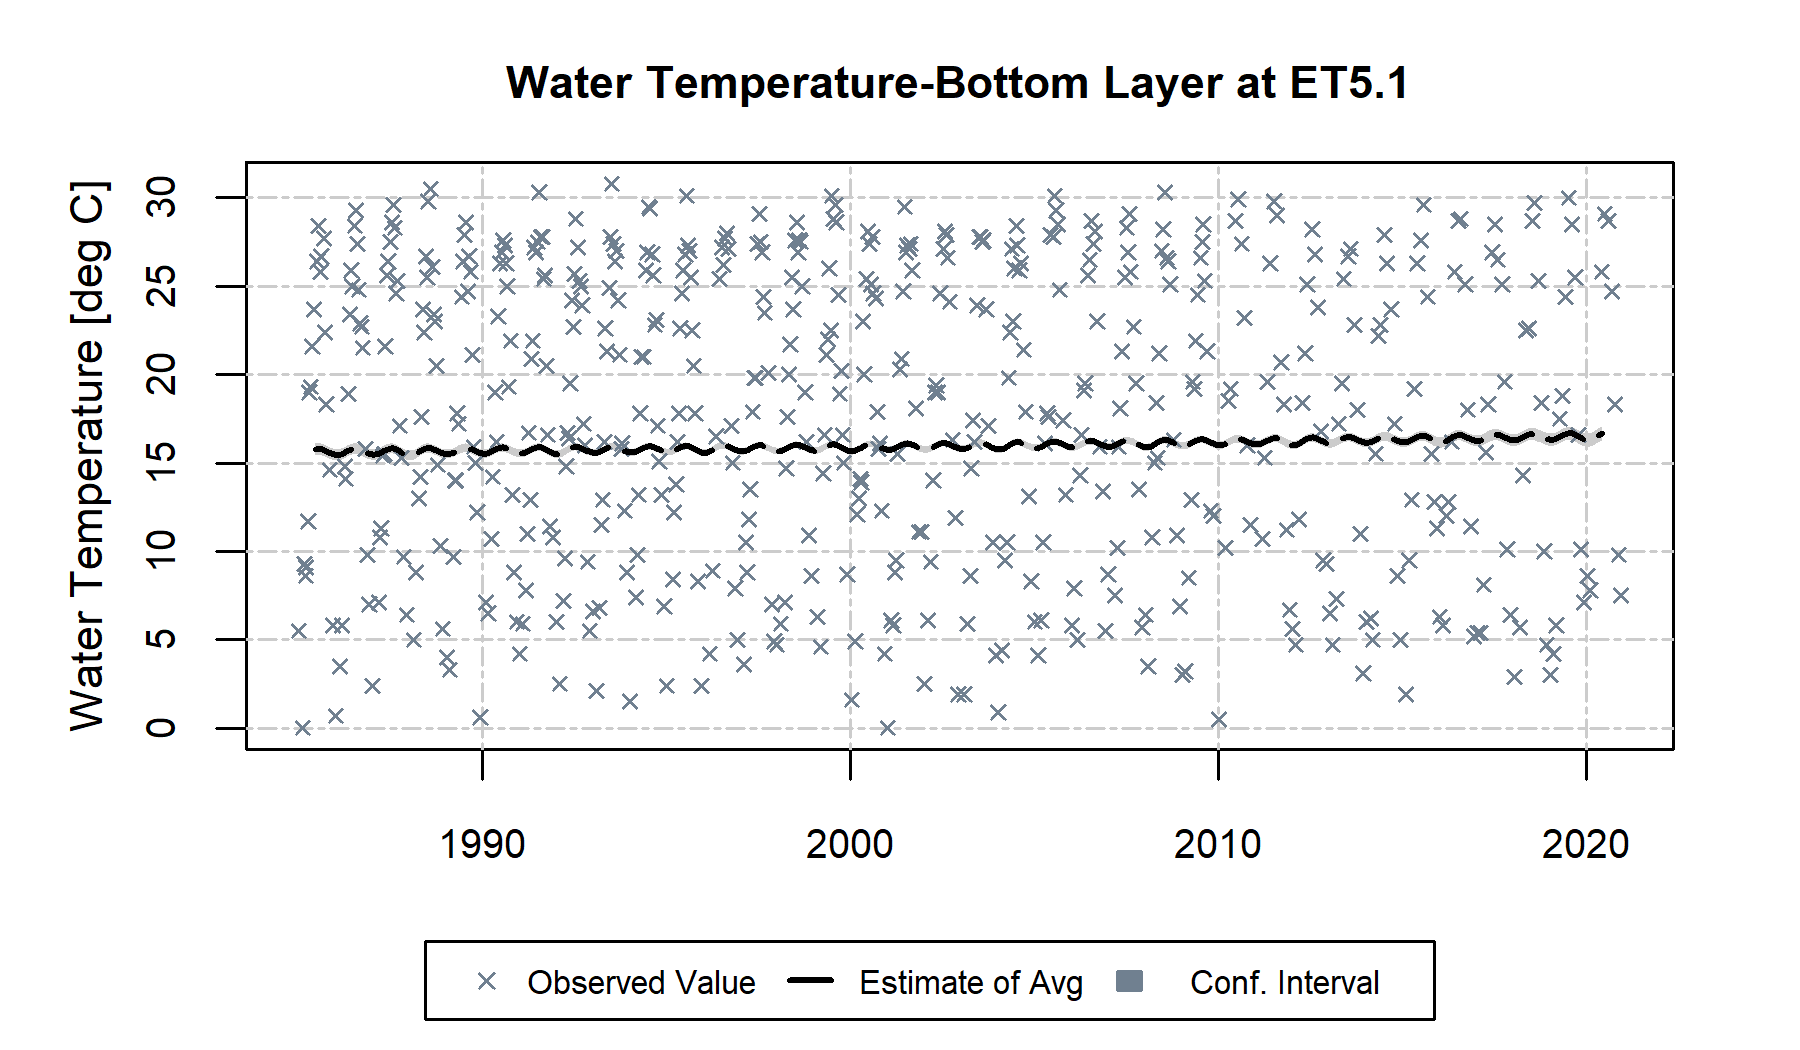 Water Temperature-Bottom Layer at ET5.1
Water Temperature [deg C]
30
25
20
15
10
5
0
1990 2000 2010 2020
Observed Value Estimate of Avg Conf. Interval